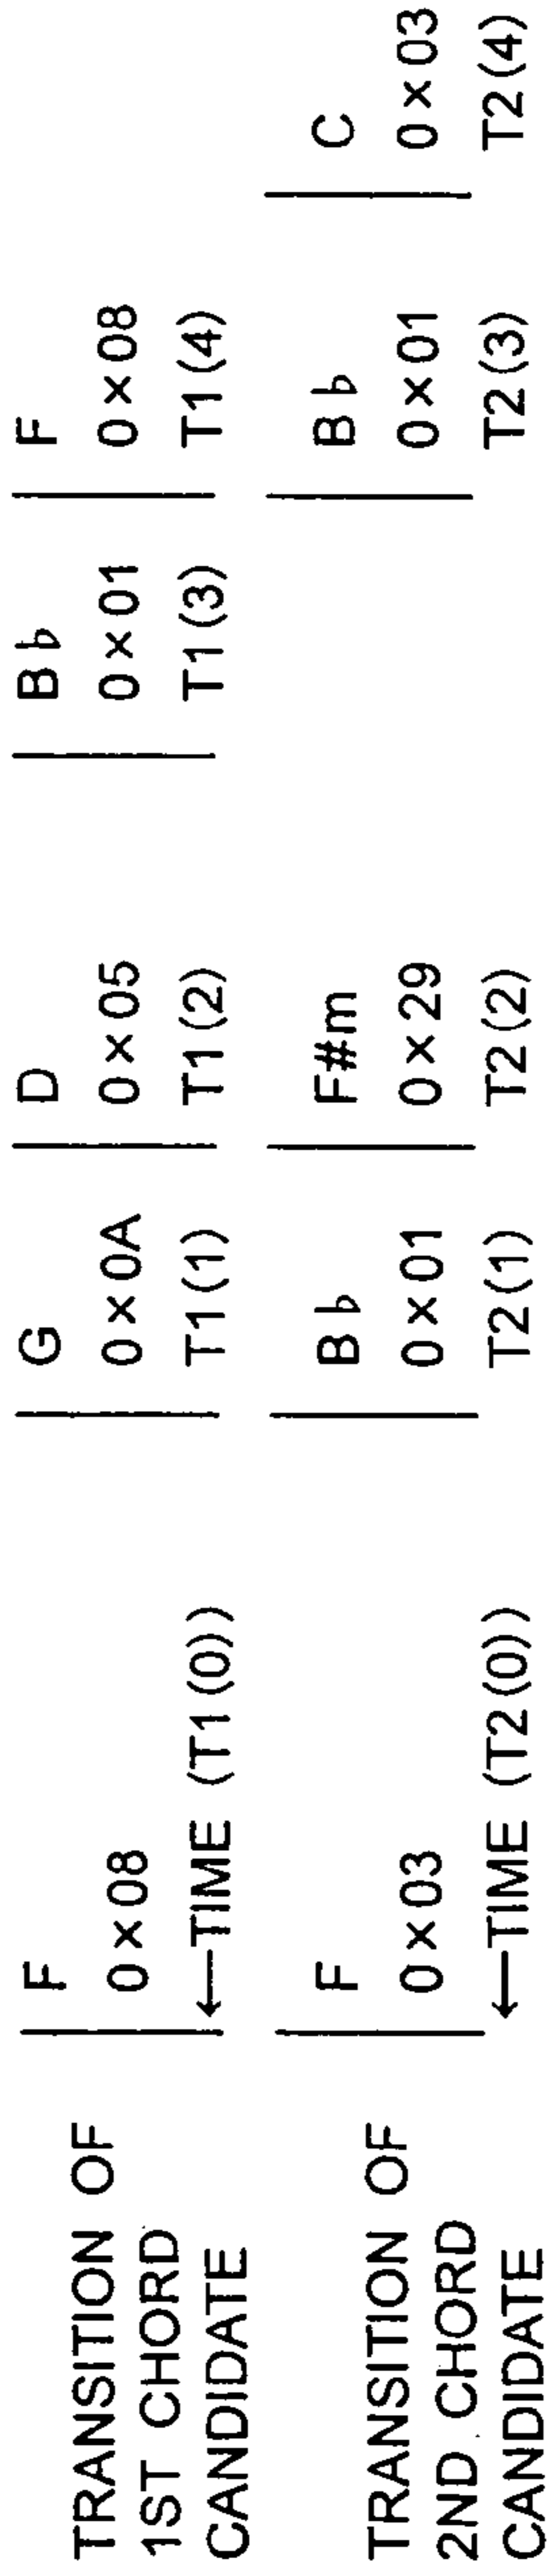 TRANSITION OF
1ST CHORD
CANDIDATE
F G D B♭ F
0×08 0×0A 0×05 0×01 0×08
←TIME (T1(0)) T1(1) T1(2) T1(3) T1(4)
TRANSITION OF
2ND CHORD
CANDIDATE
F B♭ F#m B♭ C
0×03 0×01 0×29 0×01 0×03
←TIME (T2(0)) T2(1) T2(2) T2(3) T2(4)